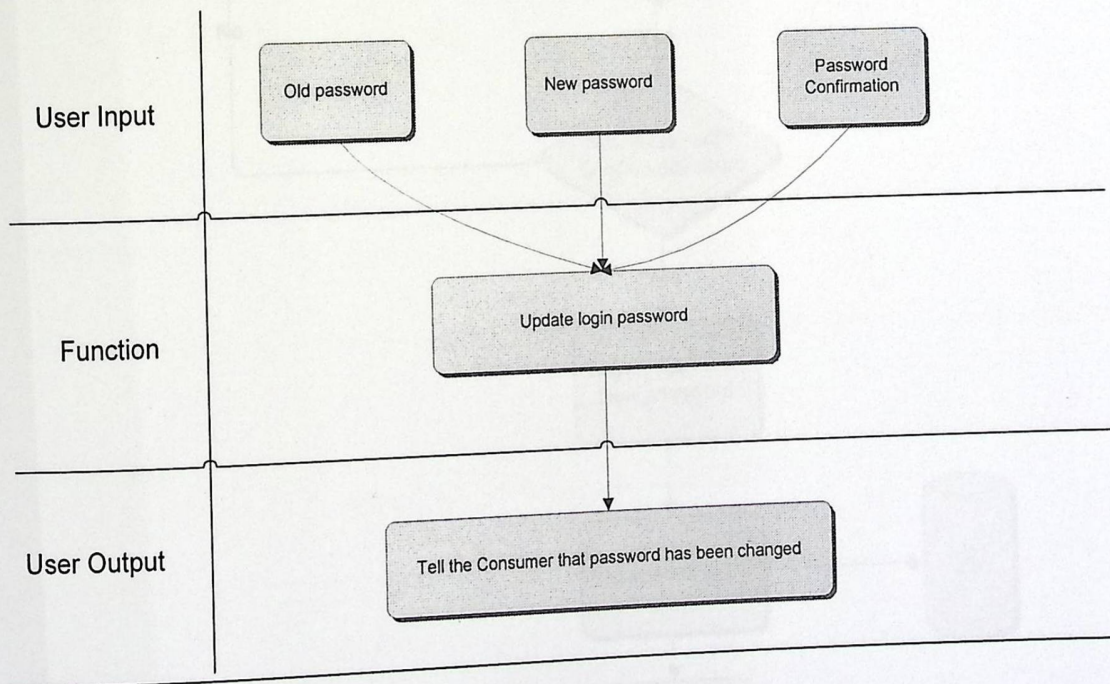 User Input
Old password
New password
Password
Confirmation
Function
Update login password
User Output
Tell the Consumer that password has been changed